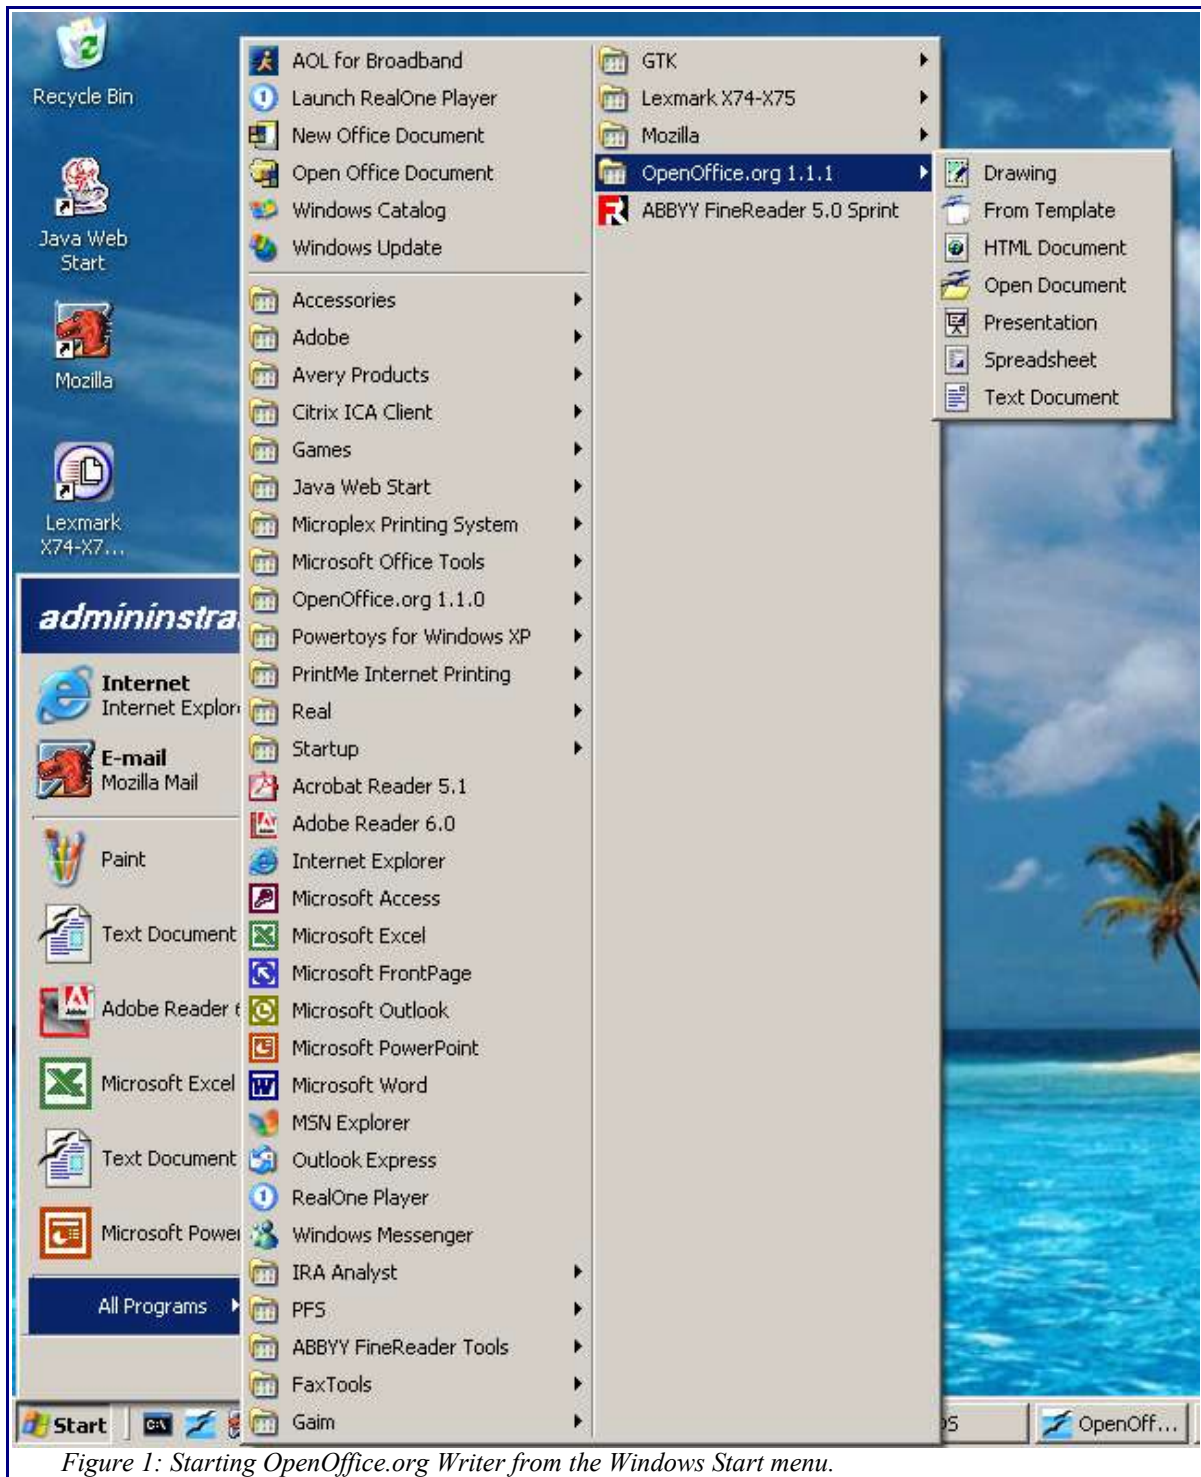 Recycle Bin
Java Web
Start
Mozilla
Lexmark
X74-X7...
admininstra
Internet
Internet Explor
E-mail
Mozilla Mail
Paint
Text Document
Adobe Reader 6
Microsoft Excel
Text Document
Microsoft Power
All Programs
AOL for Broadband
Launch RealOne Player
New Office Document
Open Office Document
Windows Catalog
Windows Update
Accessories
Adobe
Avery Products
Citrix ICA Client
Games
Java Web Start
Microplex Printing System
Microsoft Office Tools
OpenOffice.org 1.1.0
Powertoys for Windows XP
PrintMe Internet Printing
Real
Startup
Acrobat Reader 5.1
Adobe Reader 6.0
Internet Explorer
Microsoft Access
Microsoft Excel
Microsoft FrontPage
Microsoft Outlook
Microsoft PowerPoint
Microsoft Word
MSN Explorer
Outlook Express
RealOne Player
Windows Messenger
IRA Analyst
PFS
ABBYY FineReader Tools
FaxTools
Gaim
GTK
Lexmark X74-X75
Mozilla
OpenOffice.org 1.1.1
ABBYY FineReader 5.0 Sprint
Drawing
From Template
HTML Document
Open Document
Presentation
Spreadsheet
Text Document
Start
OpenOff...
Figure 1: Starting OpenOffice.org Writer from the Windows Start menu.